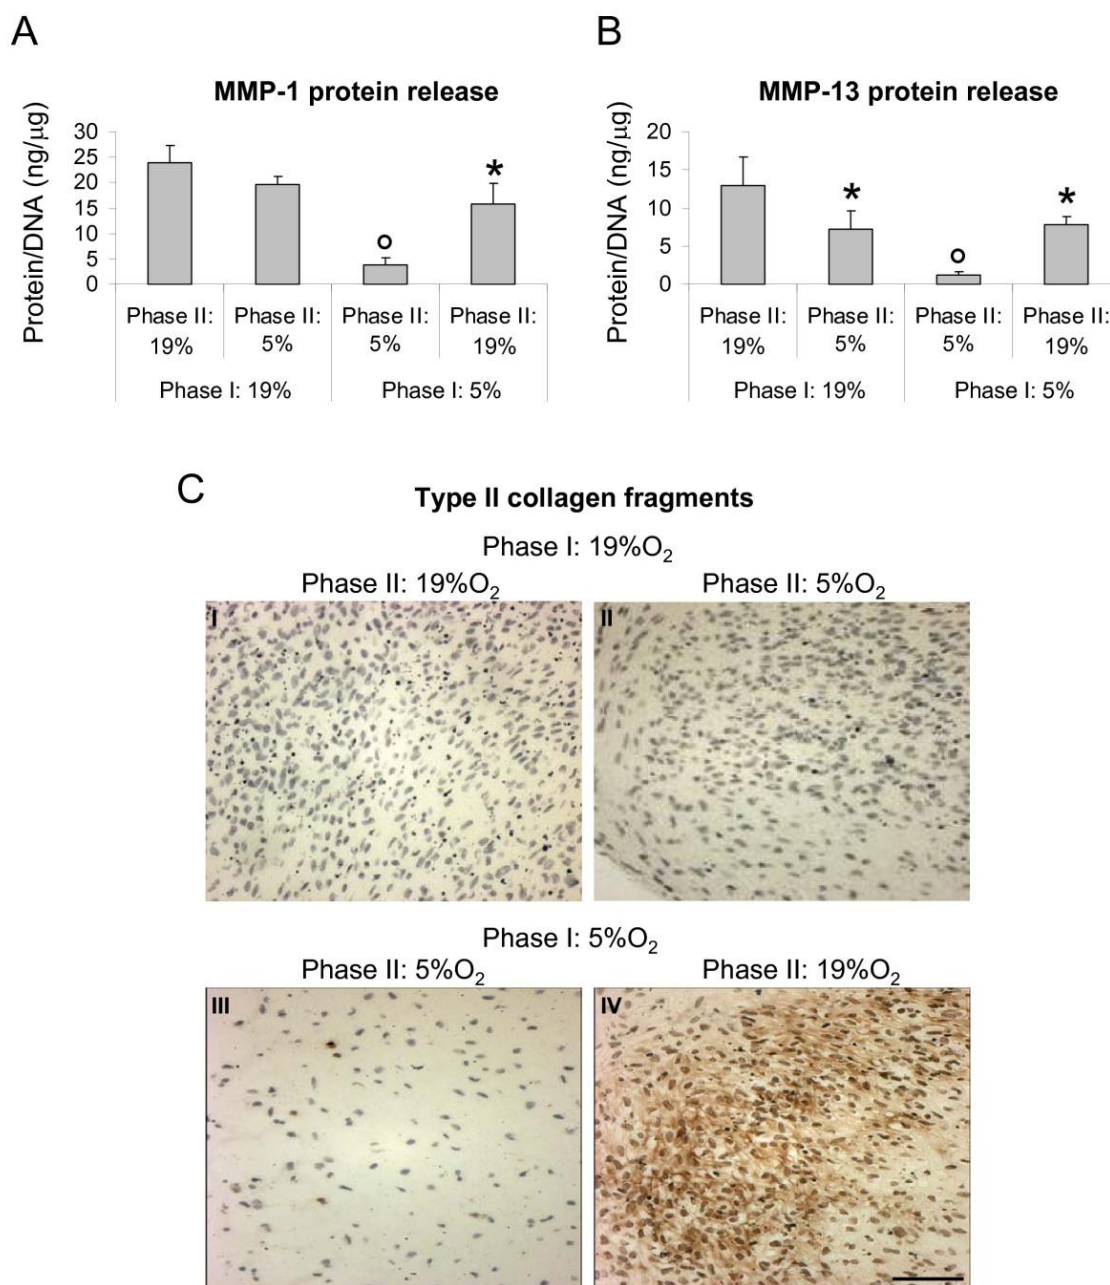 A
MMP-1 protein release
Protein/DNA (ng/μg)
30
25
20
15
10
5
0
*
o
Phase II: 19%
Phase II: 5%
Phase II: 5%
Phase II: 19%
Phase I: 19%
Phase I: 5%
B
MMP-13 protein release
Protein/DNA (ng/μg)
20
15
10
5
0
*
o
*
Phase II: 19%
Phase II: 5%
Phase II: 5%
Phase II: 19%
Phase I: 19%
Phase I: 5%
C
Type II collagen fragments
Phase I: 19%O₂
Phase II: 19%O₂
Phase II: 5%O₂
I
II
Phase I: 5%O₂
Phase II: 5%O₂
Phase II: 19%O₂
III
IV